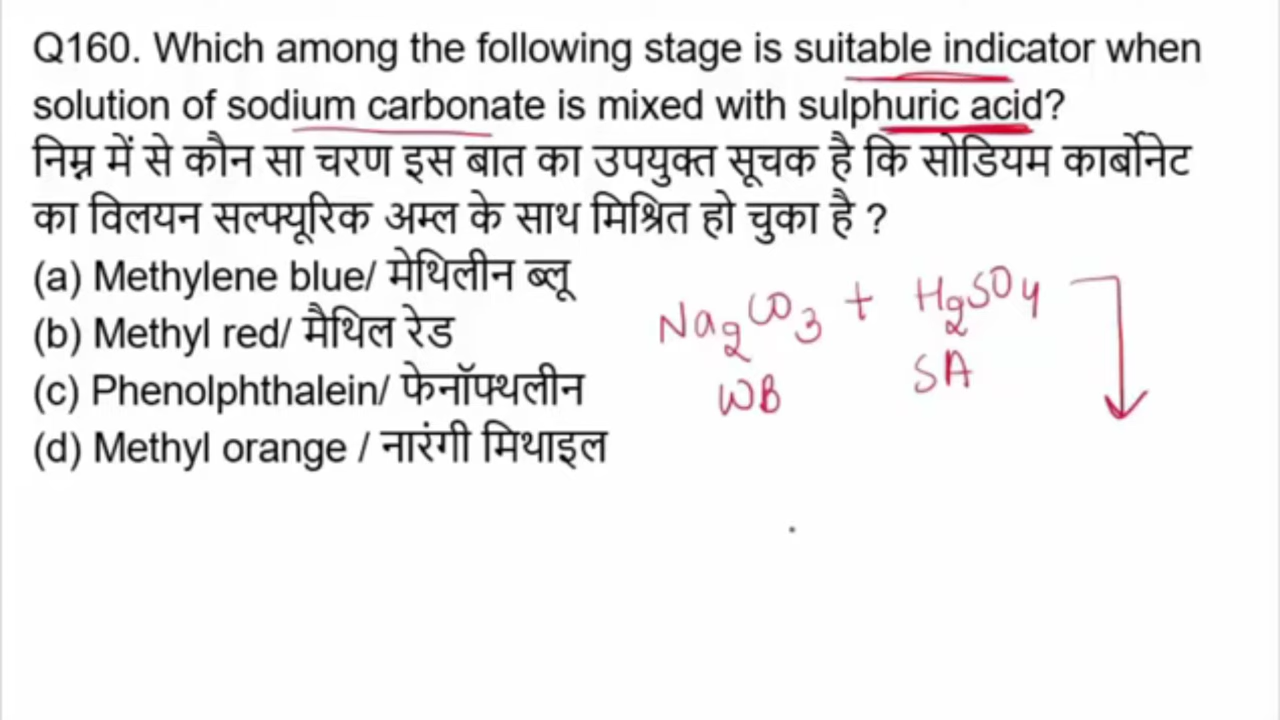 Q160. Which among the following stage is suitable indicator when
solution of sodium carbonate is mixed with sulphuric acid?
निम्न में से कौन सा चरण इस बात का उपयुक्त सूचक है कि सोडियम कार्बोनेट
का विलयन सल्फ्यूरिक अम्ल के साथ मिश्रित हो चुका है ?
(a) Methylene blue/ मेथिलीन ब्लू
(b) Methyl red/ मैथिल रेड
(c) Phenolphthalein/ फेनॉफ्थलीन
(d) Methyl orange / नारंगी मिथाइल
Na2CO3 + H2SO4
WB SA